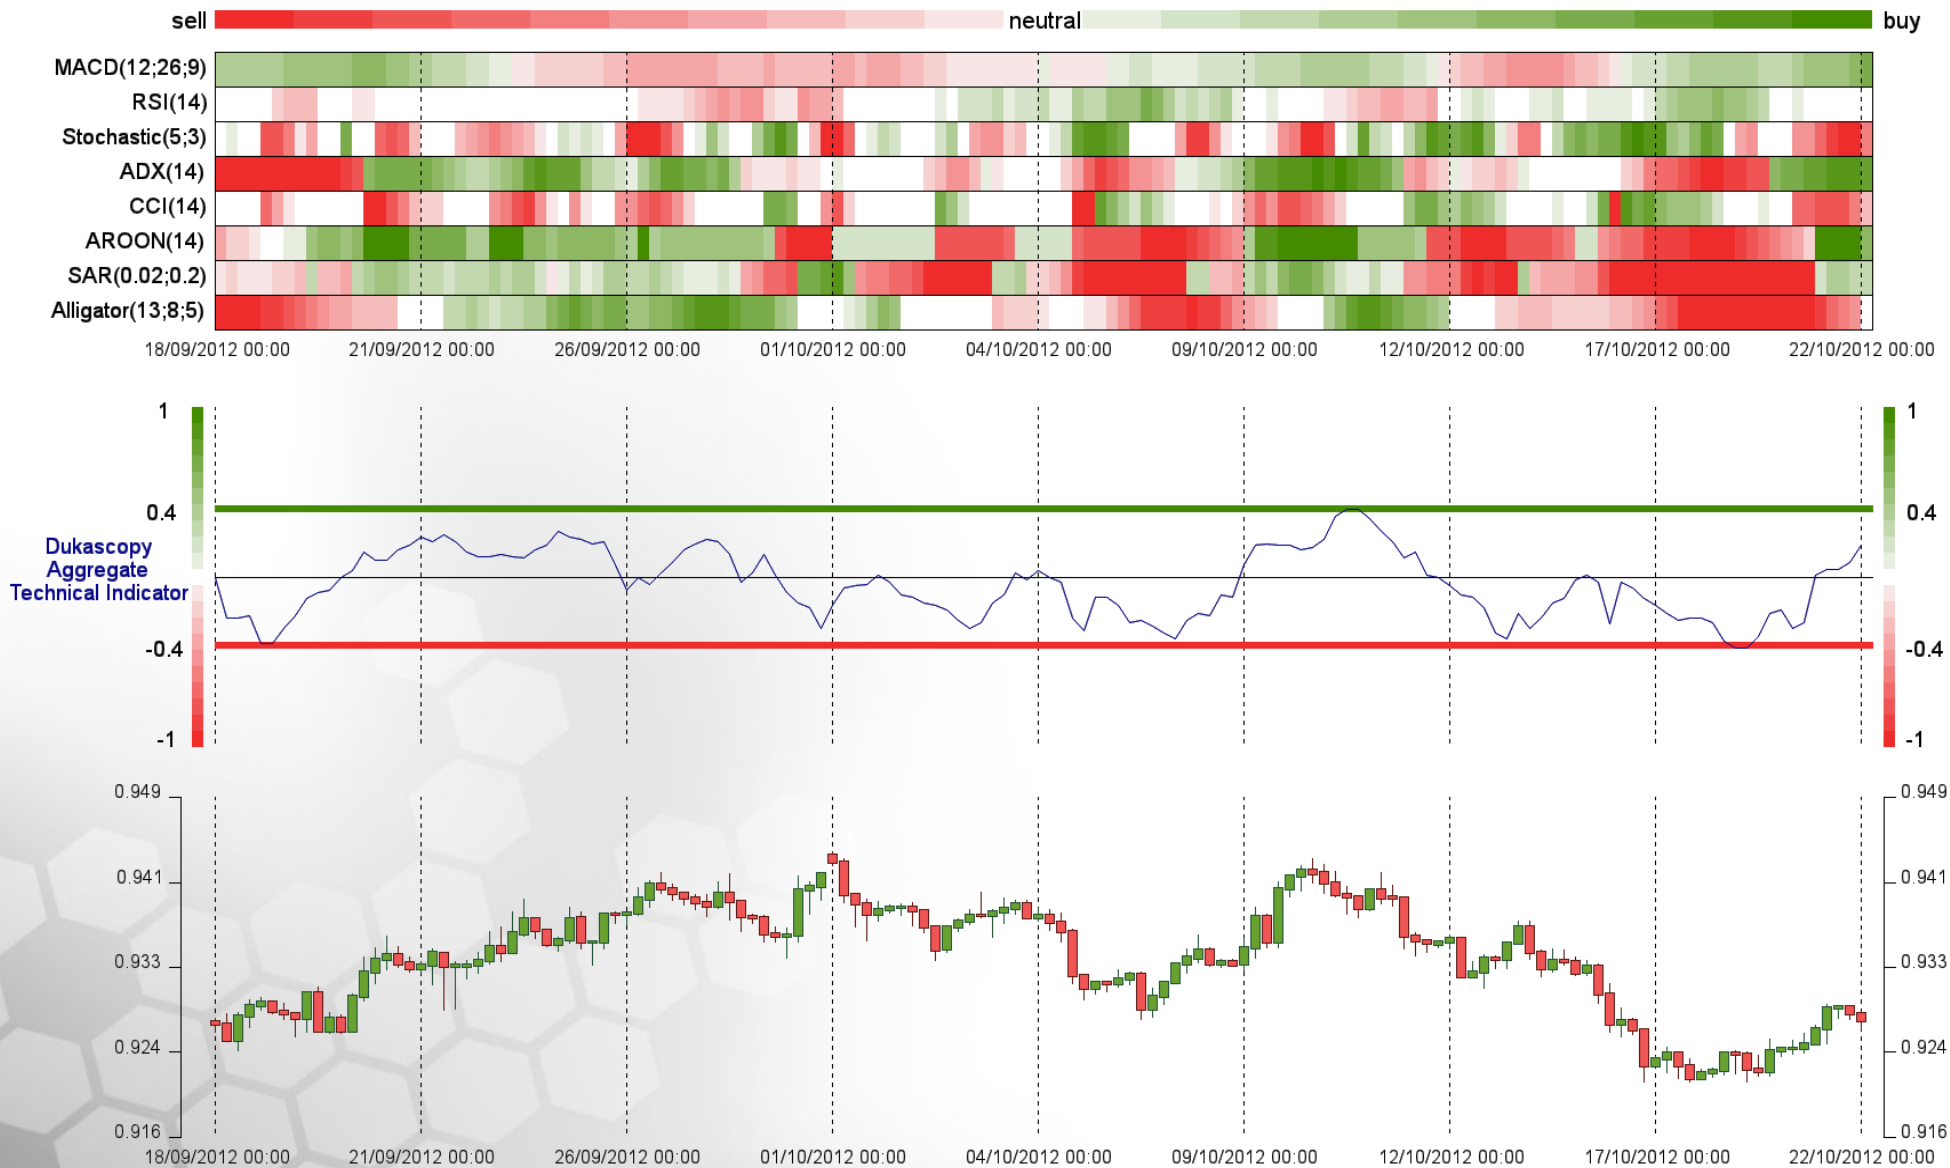 sell neutral buy
MACD(12;26;9)
RSI(14)
Stochastic(5;3)
ADX(14)
CCI(14)
AROON(14)
SAR(0.02;0.2)
Alligator(13;8;5)
18/09/2012 00:00 21/09/2012 00:00 26/09/2012 00:00 01/10/2012 00:00 04/10/2012 00:00 09/10/2012 00:00 12/10/2012 00:00 17/10/2012 00:00 22/10/2012 00:00
1 1
0.4 0.4
Dukascopy
Aggregate
Technical Indicator
-0.4 -0.4
-1 -1
0.949 0.949
0.941 0.941
0.933 0.933
0.924 0.924
0.916 0.916
18/09/2012 00:00 21/09/2012 00:00 26/09/2012 00:00 01/10/2012 00:00 04/10/2012 00:00 09/10/2012 00:00 12/10/2012 00:00 17/10/2012 00:00 22/10/2012 00:00